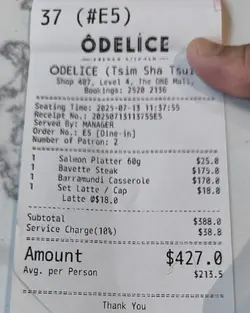 37 (#E5)
ÔDELICE
FRENCH KITCHEN
ODELICE (Tsim Sha Tsui
Shop 407, Level 4, The ONE Mall,
Bookings: 2520 2136
Seating Time: 2025-07-13 11:37:55
Receipt No.: 20250713113755E5
Served By: MANAGER
Order No.: E5 [Dine-in]
Number of Patron: 2
1 Salmon Platter 60g $25.0
1 Bavette Steak $175.0
1 Barramundi Casserole $170.0
1 Set Latte / Cap $18.0
Latte @$18.0
Subtotal $388.0
Service Charge(10%) $38.8
Amount $427.0
Avg. per Person $213.5
Thank You